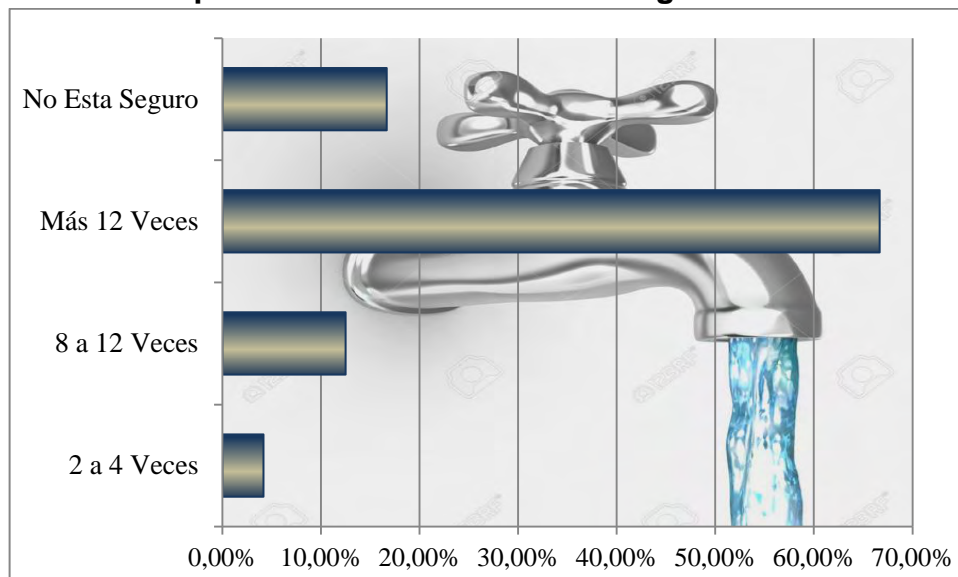 No Esta Seguro
Más 12 Veces
8 a 12 Veces
2 a 4 Veces
0,00% 10,00% 20,00% 30,00% 40,00% 50,00% 60,00% 70,00%